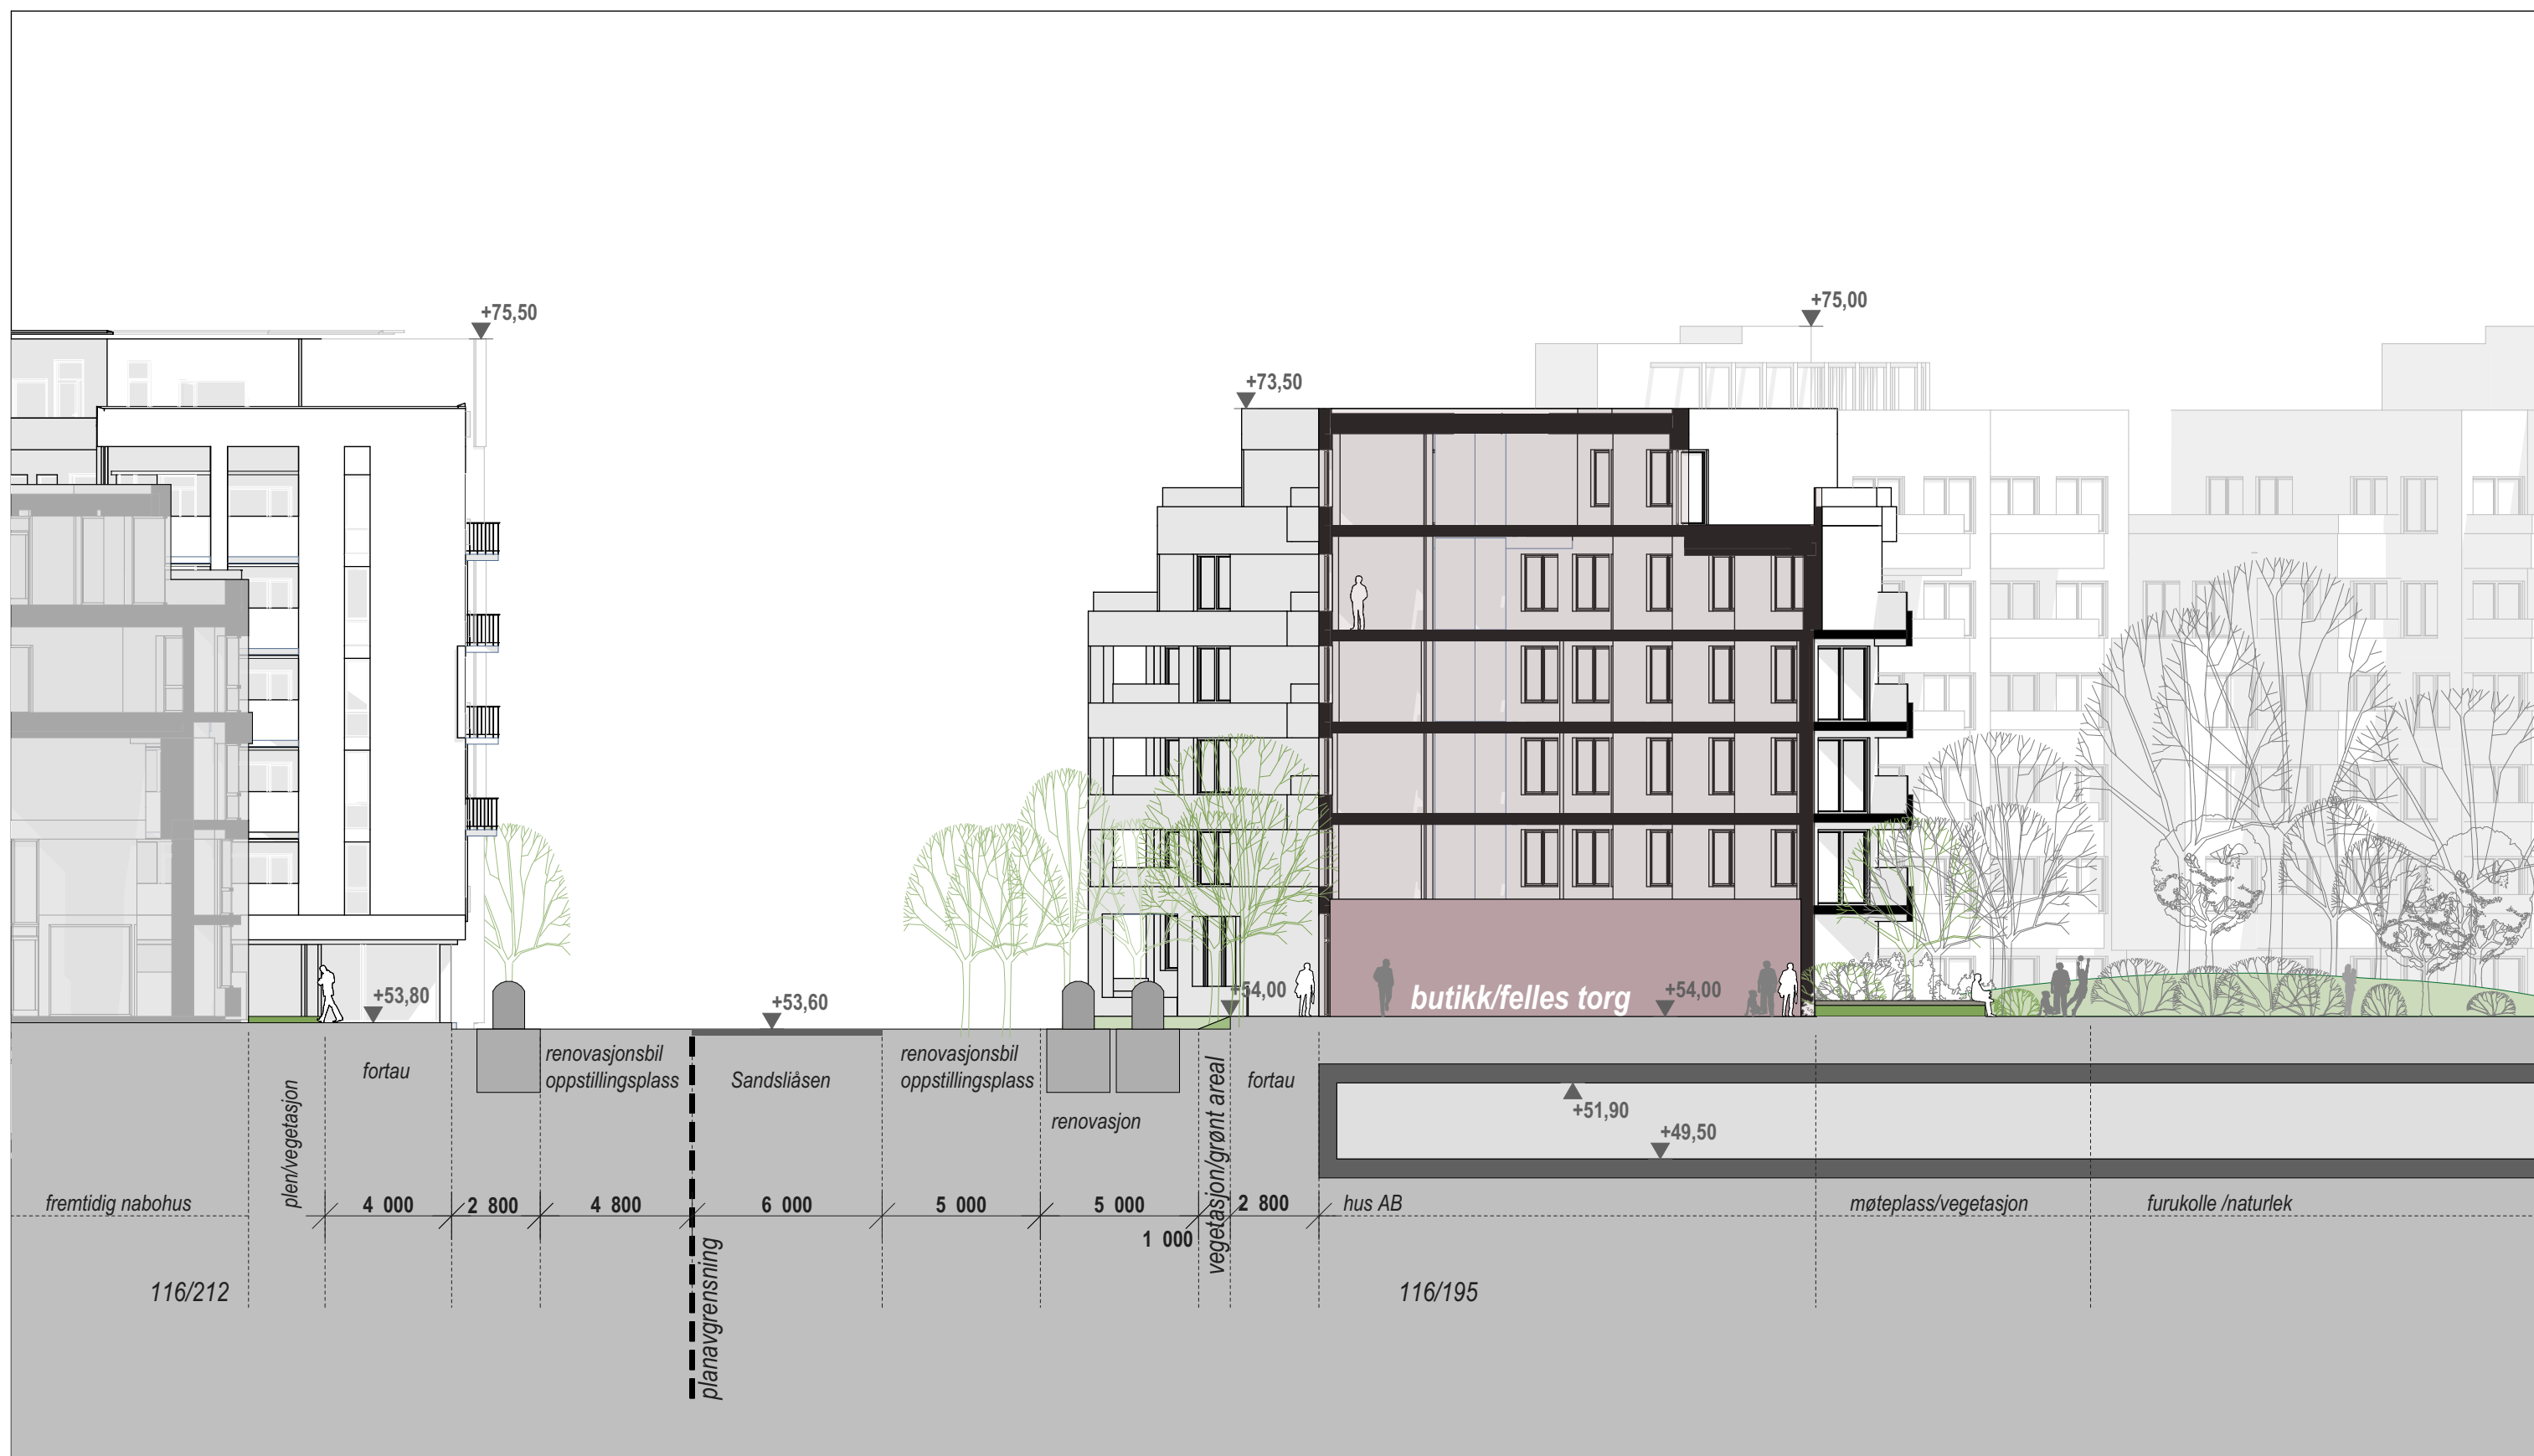 +75,50
+75,00
+73,50
+53,80
+53,60
+54,00
butikk/felles torg
+54,00
fortau
renovasjonsbil
oppstillingsplass
Sandsliåsen
renovasjonsbil
oppstillingsplass
fortau
plen/vegetasjon
renovasjon
vegetasjon/grønt areal
+51,90
+49,50
fremtidig nabohus
4 000
2 800
4 800
6 000
5 000
5 000
1 000
2 800
hus AB
møteplass/vegetasjon
furukolle /naturlek
planavgrensning
116/212
116/195